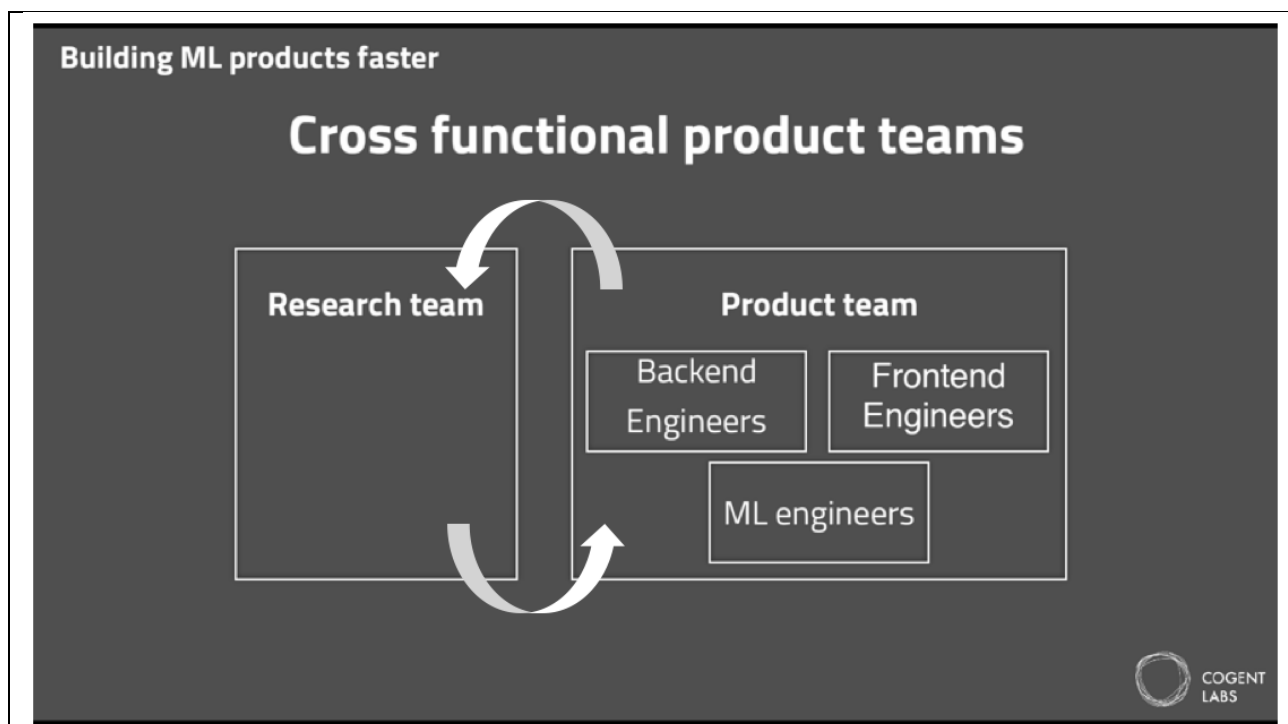 Building ML products faster
Cross functional product teams
Research team
Product team
Backend
Engineers
Frontend
Engineers
ML engineers
COGENT
LABS